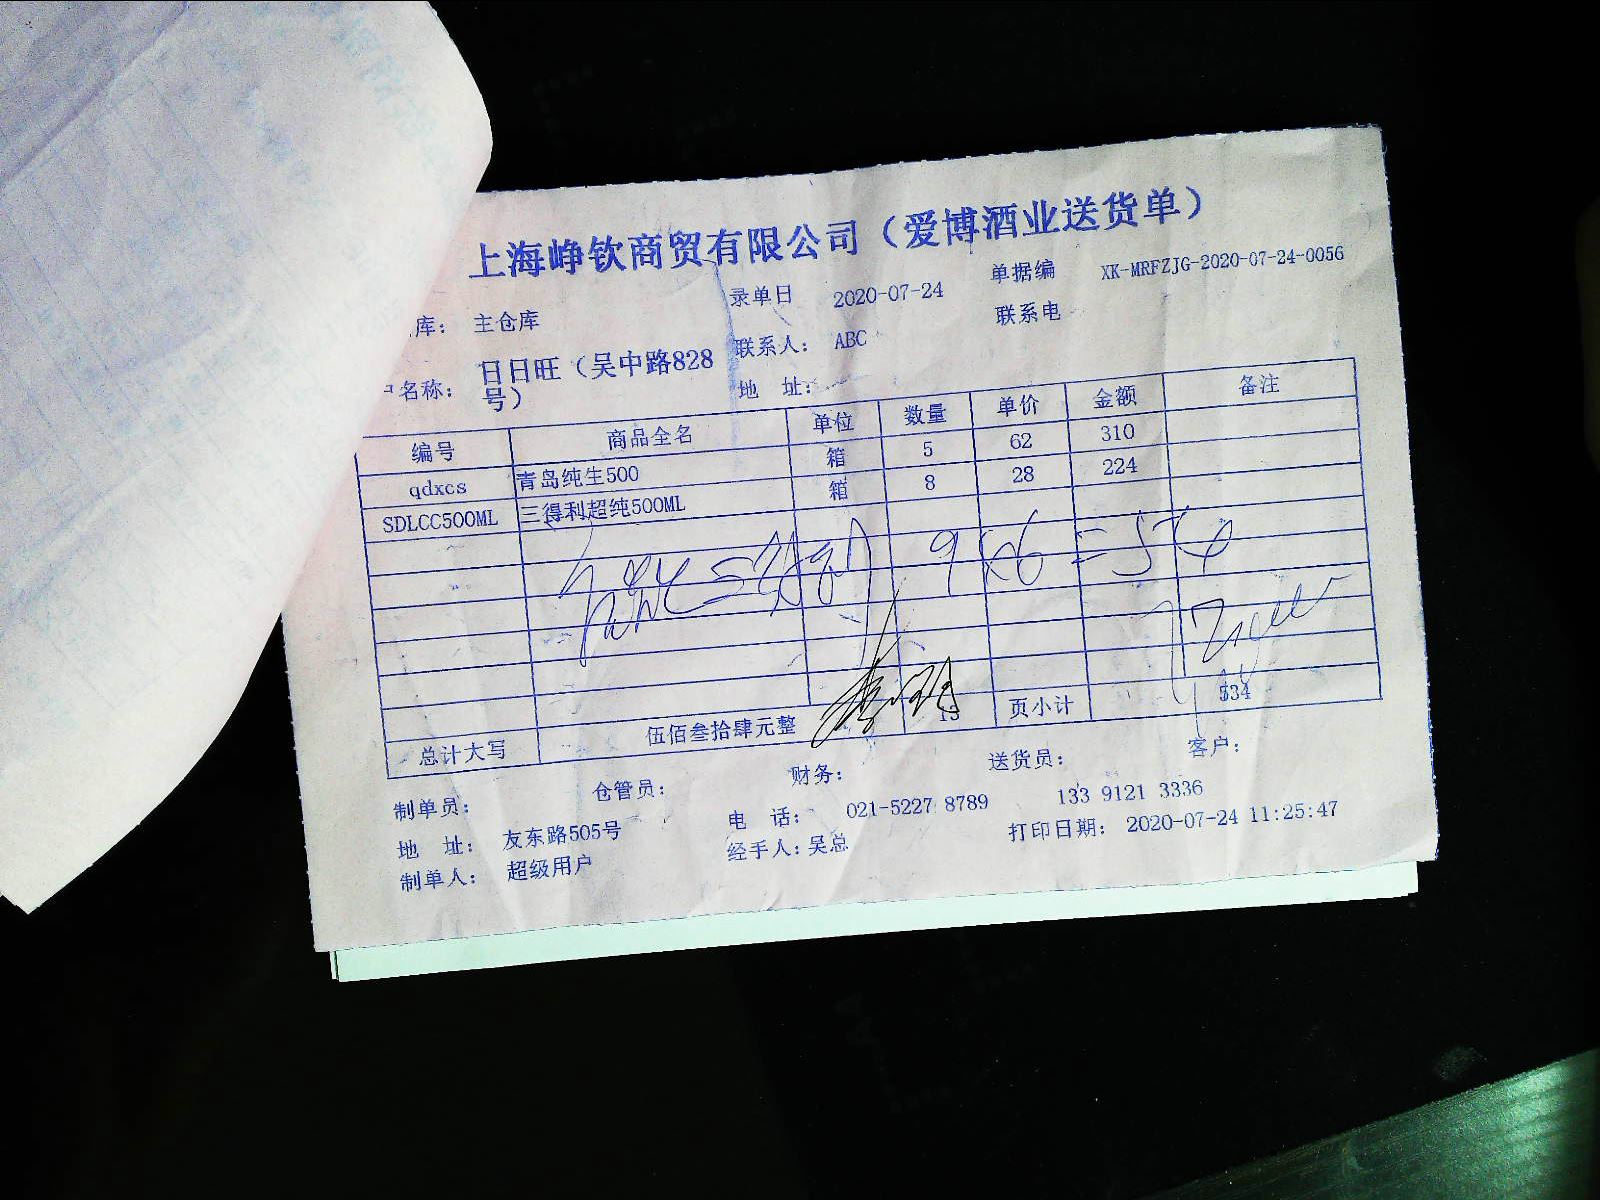 上海峥钦商贸有限公司（爱博酒业送货单）
库： 主仓库 录单日 2020-07-24 单据编 XK-MRFZJG-2020-07-24-0056
联系人： ABC 联系电
名称： 日日旺（吴中路828号） 地 址：
编号 商品全名 单位 数量 单价 金额 备注
qdxcs 青岛纯生500 箱 5 62 310
SDLCC500ML 三得利超纯500ML 箱 8 28 224
9×6=54
总计大写 伍佰叁拾肆元整 13 页小计 534
制单员： 仓管员： 财务： 送货员： 客户：
地 址： 友东路505号 电 话： 021-5227 8789 133 9121 3336
制单人： 超级用户 经手人：吴总 打印日期： 2020-07-24 11:25:47